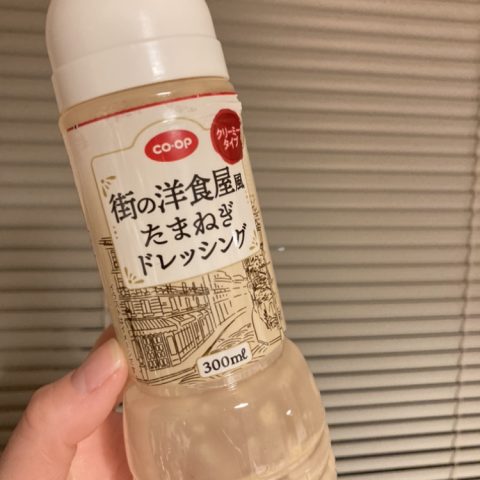 co·op
クリーミー
タイプ
街の洋食屋風
たまねぎ
ドレッシング
300ml